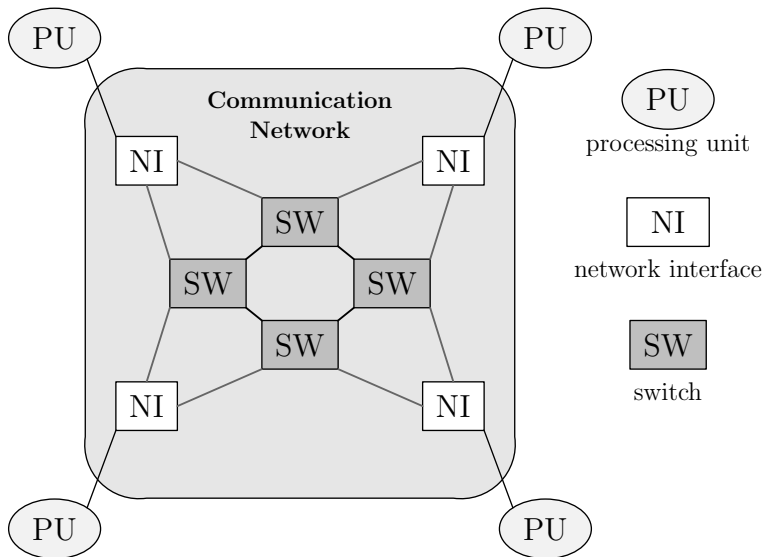 PU
PU
Communication
Network
PU
processing unit
NI
NI
NI
network interface
SW
SW
SW
SW
SW
switch
NI
NI
PU
PU